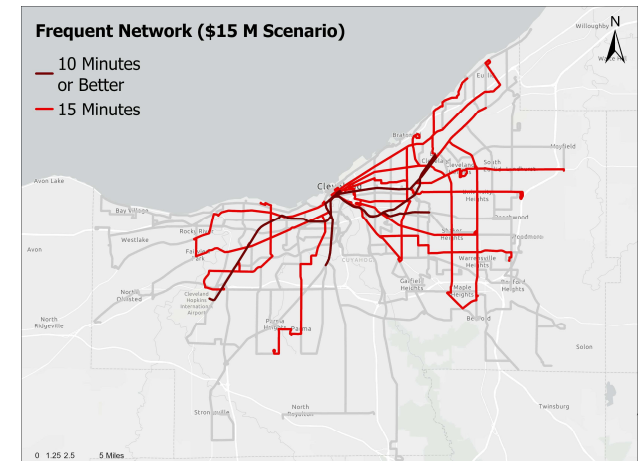 Frequent Network ($15 M Scenario)
10 Minutes
or Better
15 Minutes
N
Willoughby
Euclid
Mayfield
South
Cleveland
Cleveland
Heights
Heights
Avon Lake
Bay Village
Rocky River
Westlake
Avon
Shaker
Heights
Warrensville
Heights
North
Olmsted
Cleveland
Hopkins
International
Airport
Garfield
Heights
Maple
Heights
Bedford
Heights
Bedford
North
Ridgeville
Parma
Heights
Parma
Solon
Strongsville
North
Royalton
Twinsburg
0 1.25 2.5 5 Miles